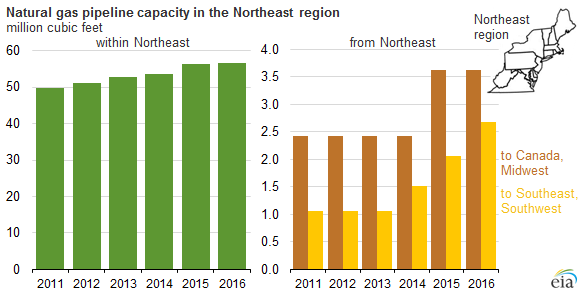 Natural gas pipeline capacity in the Northeast region
million cubic feet
within Northeast
60
50
40
30
20
10
0
2011 2012 2013 2014 2015 2016
from Northeast
4.0
3.5
3.0
2.5
2.0
1.5
1.0
0.5
0.0
2011 2012 2013 2014 2015 2016
Northeast
region
to Canada,
Midwest
to Southeast,
Southwest
eia